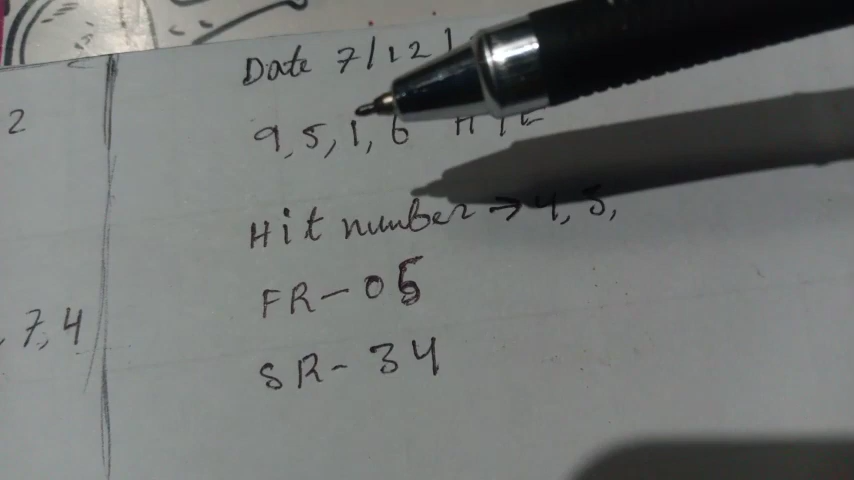 Date 7/12/
2
9, 5, 1, 6
Hit number → 4, 5,
FR - 05
7, 4
SR - 34